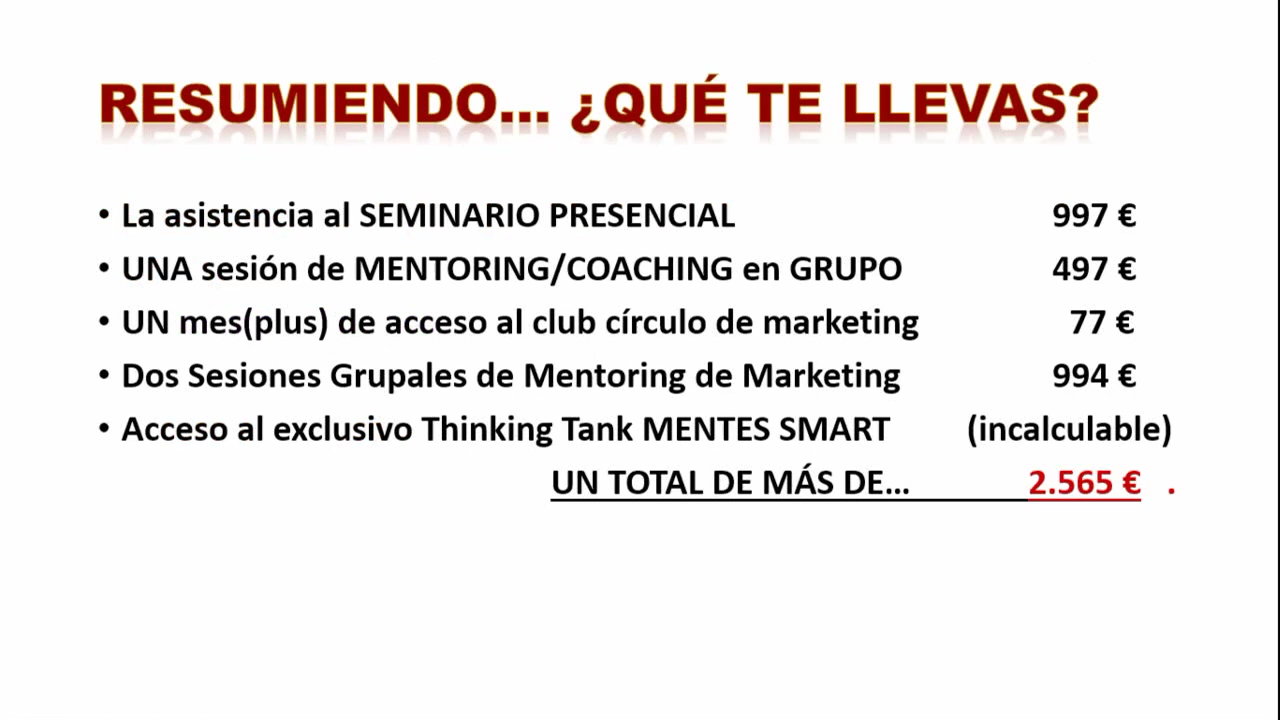 RESUMIENDO... ¿QUÉ TE LLEVAS?
• La asistencia al SEMINARIO PRESENCIAL 997 €
• UNA sesión de MENTORING/COACHING en GRUPO 497 €
• UN mes(plus) de acceso al club círculo de marketing 77 €
• Dos Sesiones Grupales de Mentoring de Marketing 994 €
• Acceso al exclusivo Thinking Tank MENTES SMART (incalculable)
UN TOTAL DE MÁS DE... 2.565 € .